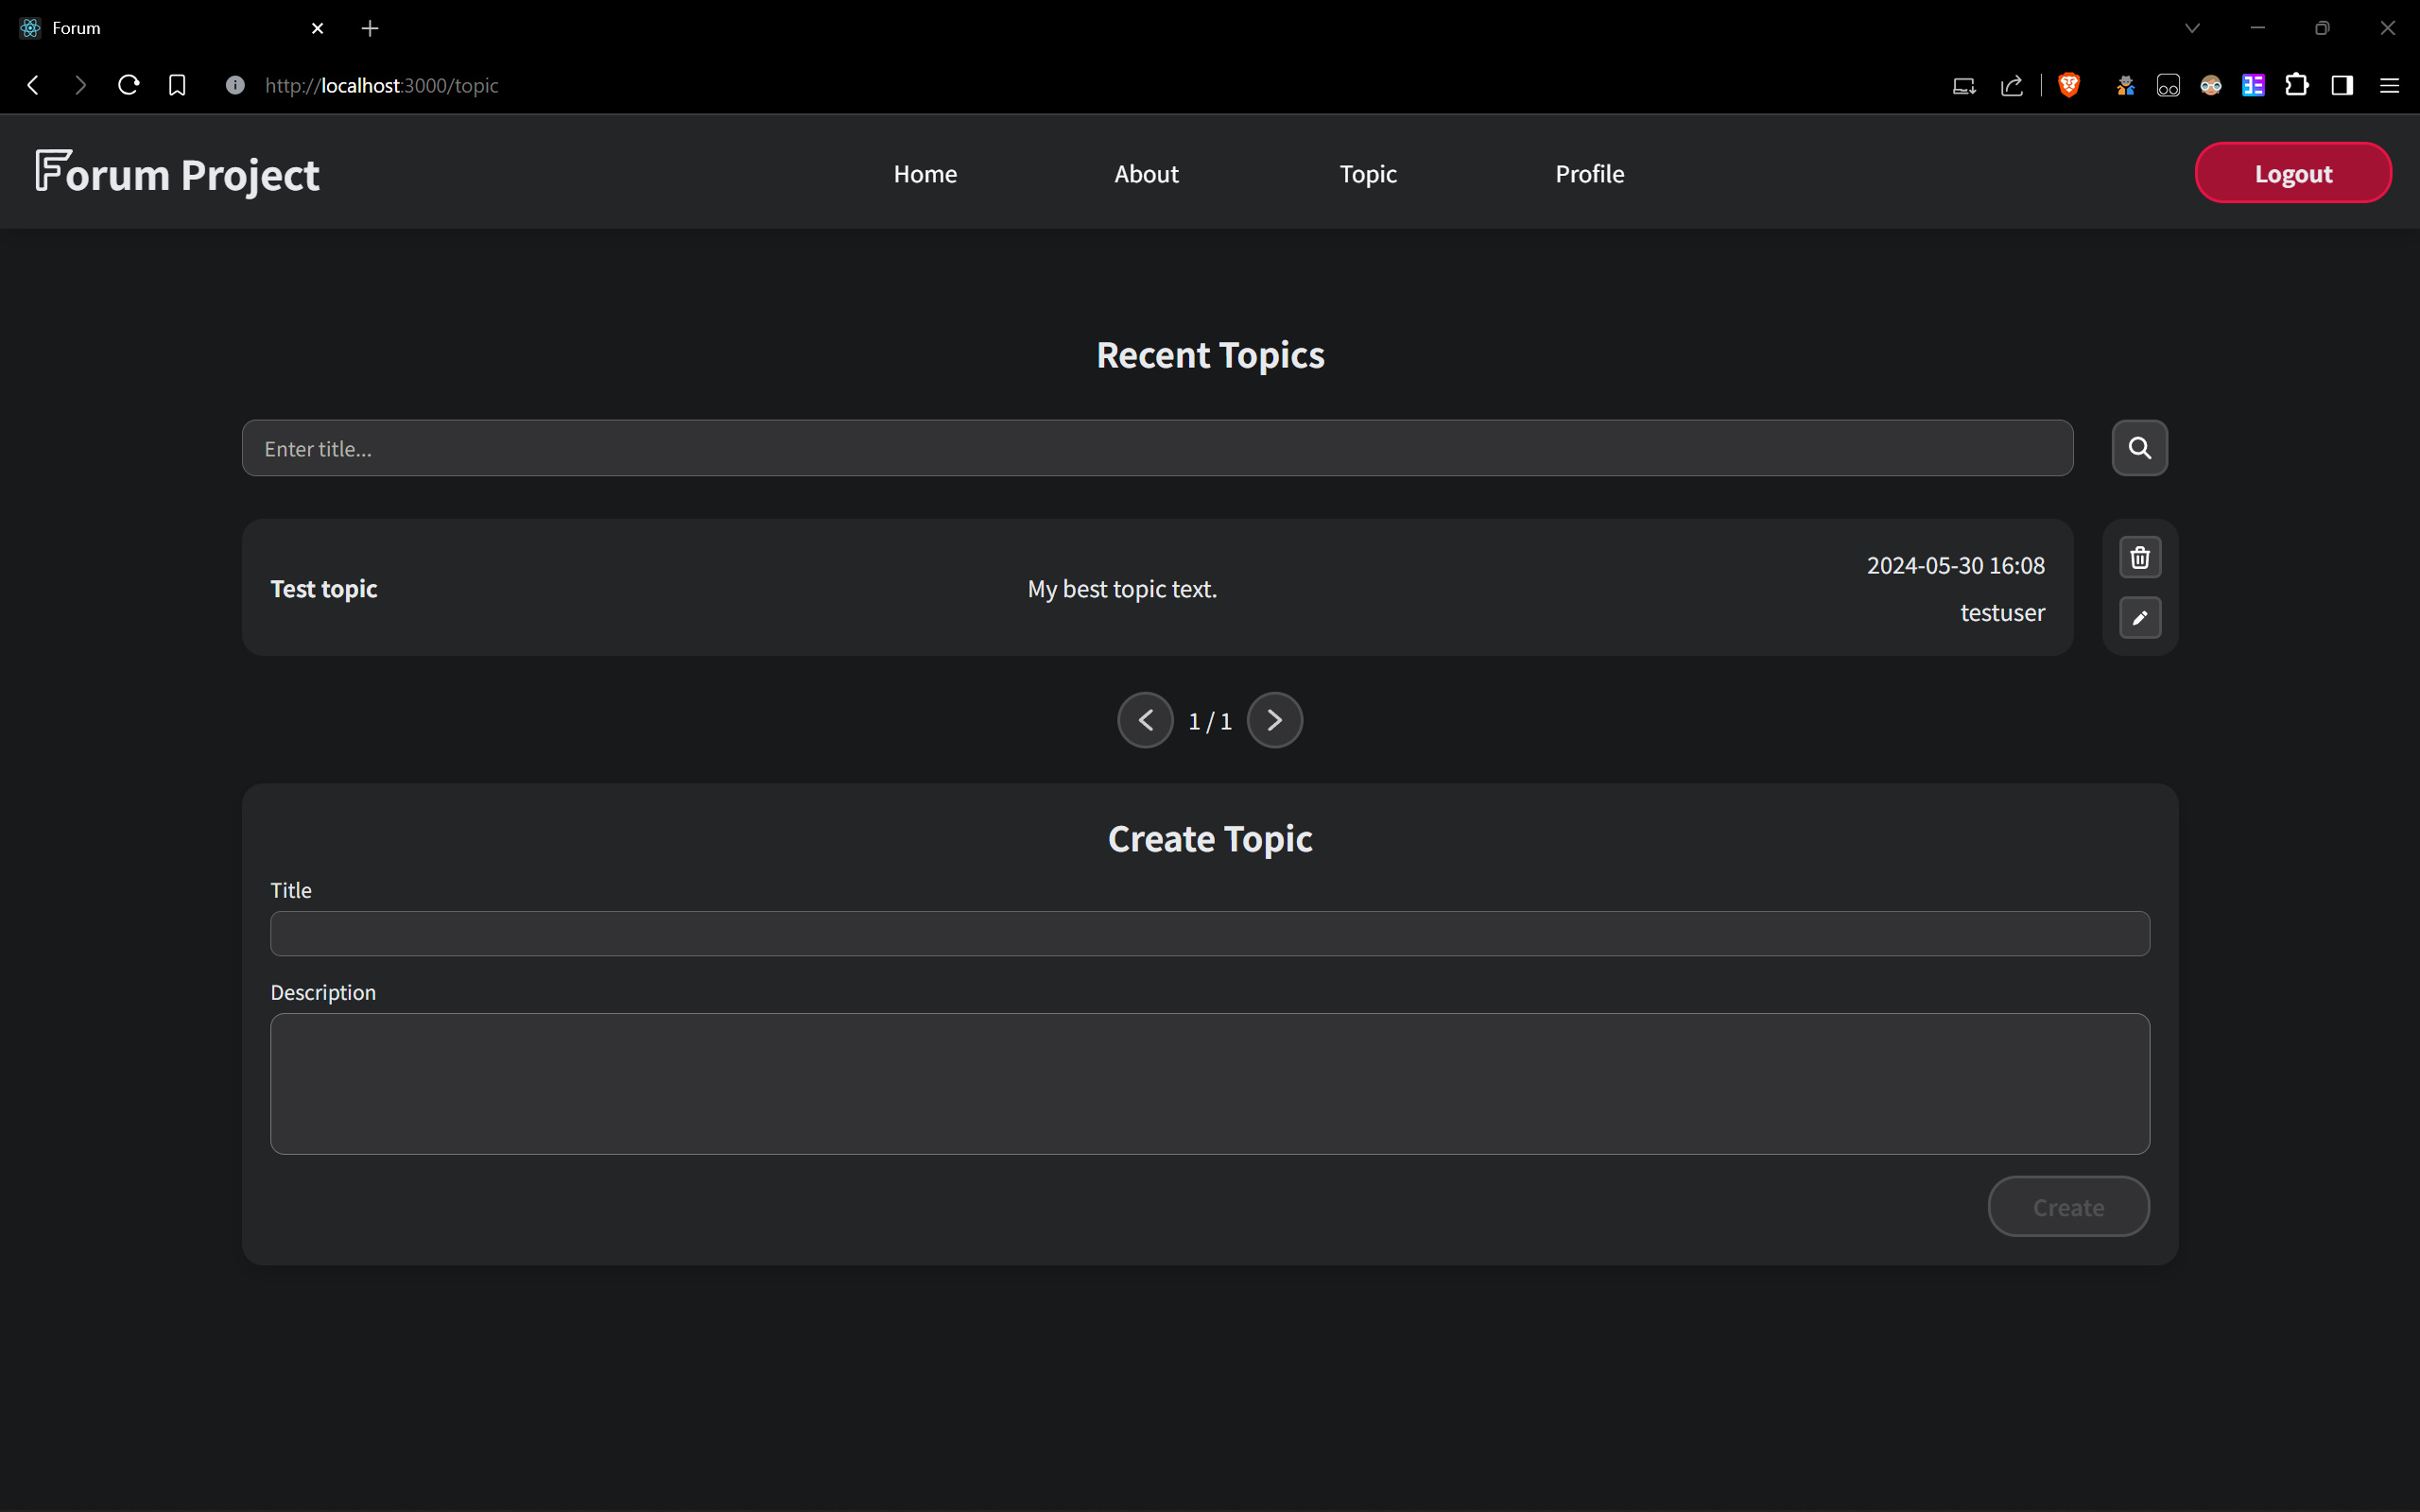 Forum
http://localhost:3000/topic
Forum Project
Home
About
Topic
Profile
Logout
Recent Topics
Enter title...
Test topic
My best topic text.
2024-05-30 16:08
testuser
1 / 1
Create Topic
Title
Description
Create